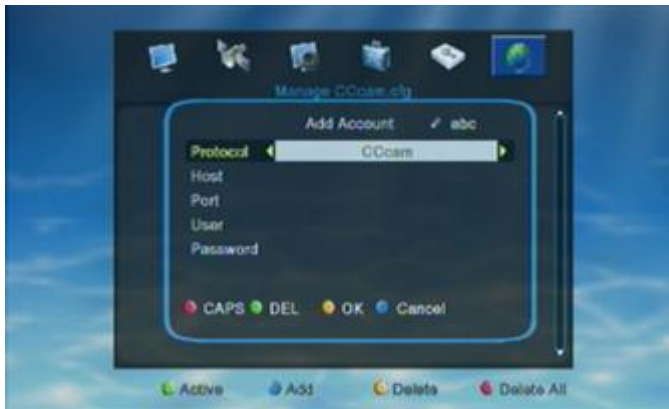 Manage CCcam.cfg
Add Account abc
Protocol CCcam
Host
Port
User
Password
CAPS DEL OK Cancel
Active Add Delete Delete All